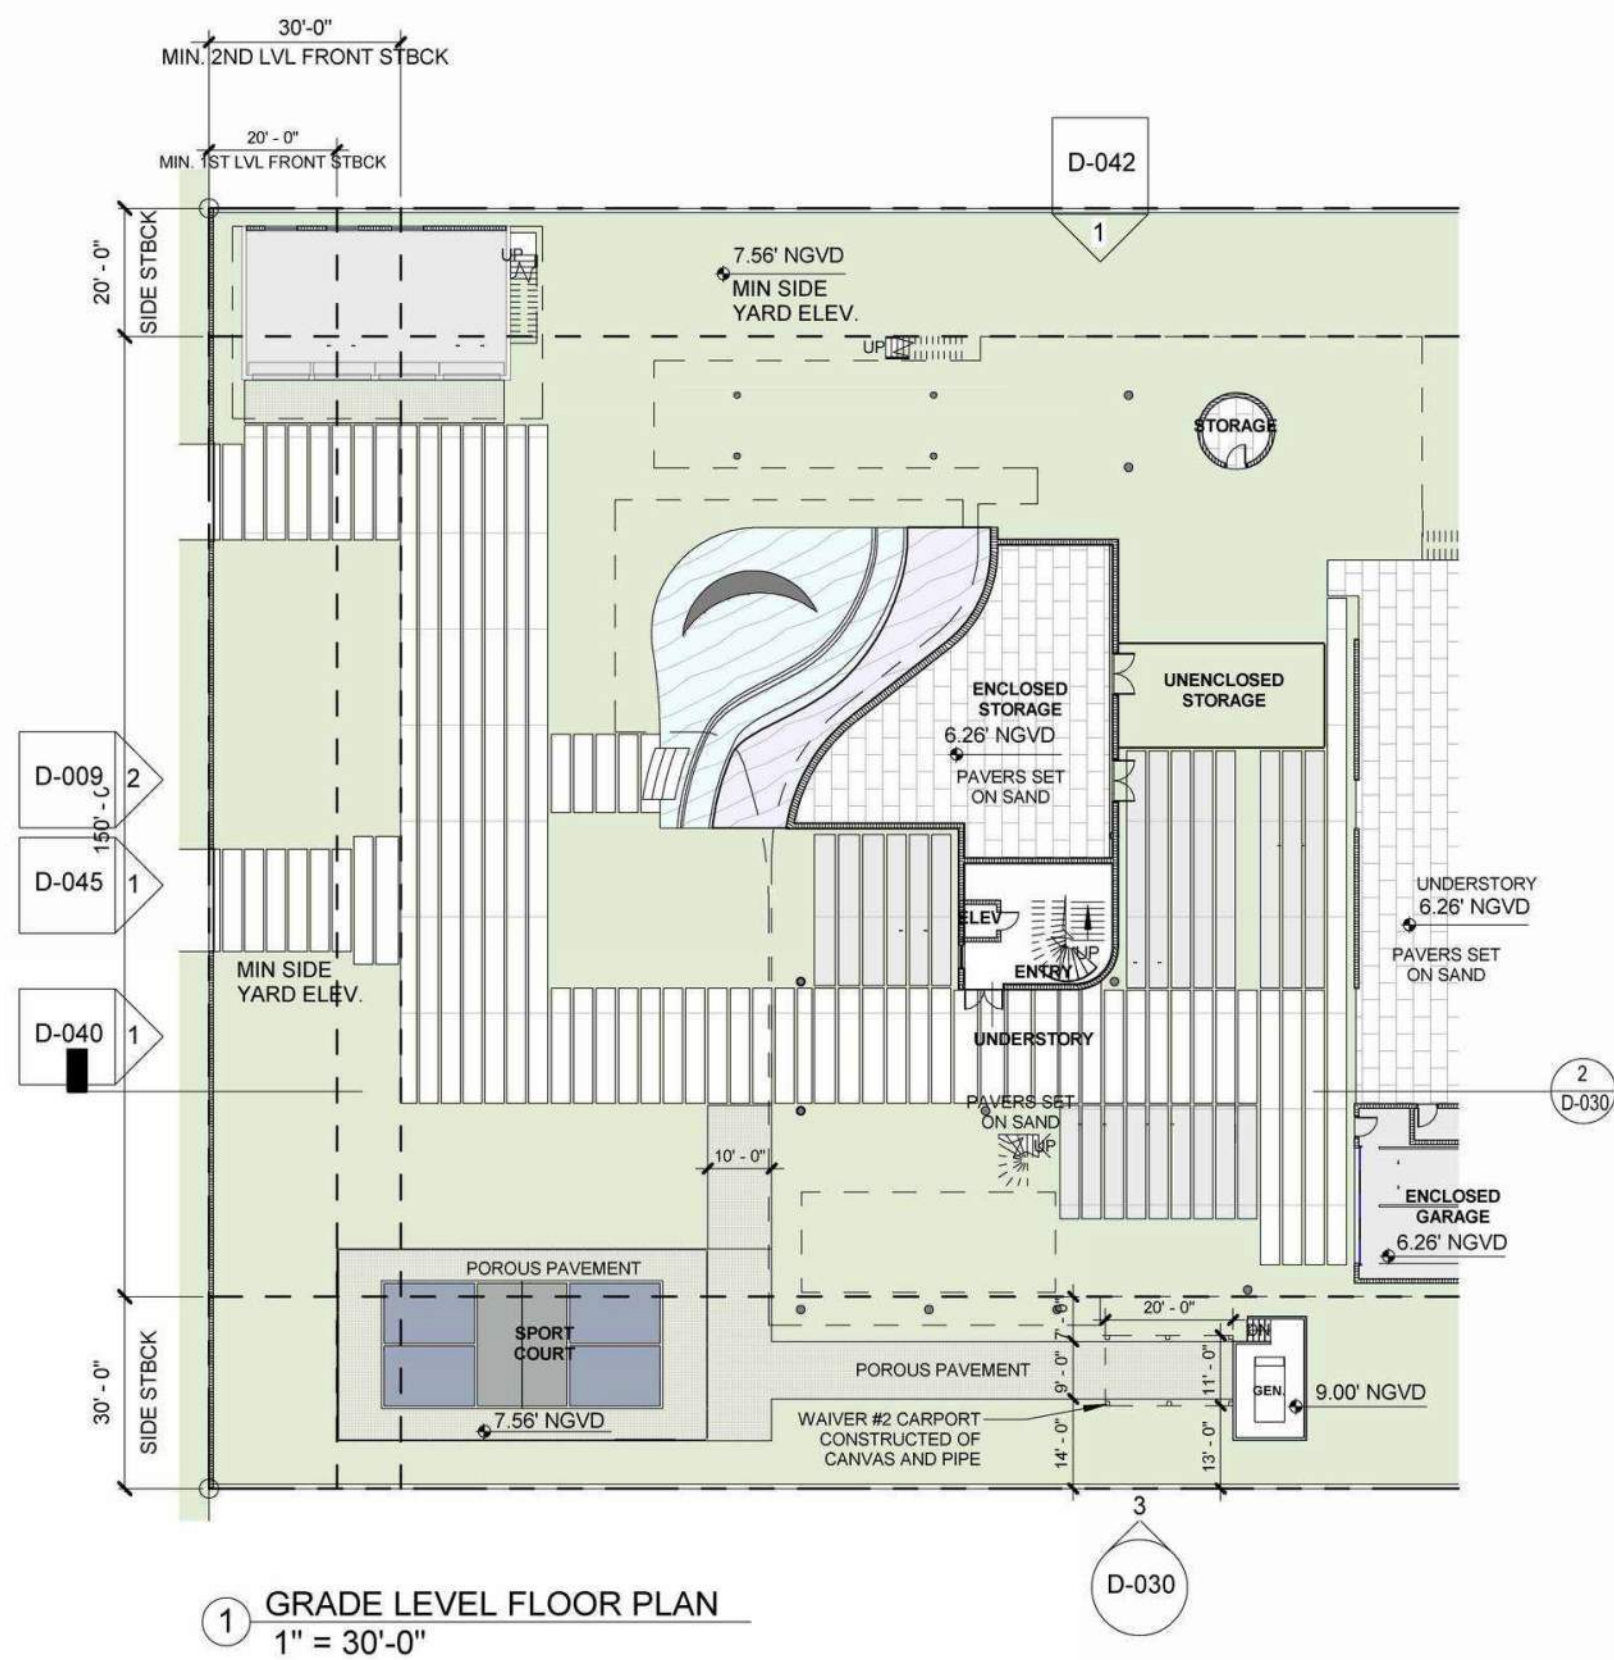 30'-0"
MIN. 2ND LVL FRONT STBCK
20' - 0"
MIN. 1ST LVL FRONT STBCK
D-042
1
20' - 0"
SIDE STBCK
UP
7.56' NGVD
MIN SIDE
YARD ELEV.
UP
STORAGE
ENCLOSED
STORAGE
6.26' NGVD
PAVERS SET
ON SAND
UNENCLOSED
STORAGE
D-009
2
150' - 0"
D-045
1
MIN SIDE
YARD ELEV.
D-040
1
UNDERSTORY
6.26' NGVD
PAVERS SET
ON SAND
ELEV
UP
ENTRY
UNDERSTORY
PAVERS SET
ON SAND
UP
2
D-030
10' - 0"
ENCLOSED
GARAGE
6.26' NGVD
POROUS PAVEMENT
SPORT
COURT
7.56' NGVD
30' - 0"
SIDE STBCK
7' - 0"
20' - 0"
DN
POROUS PAVEMENT
9' - 0"
11' - 0"
GEN.
9.00' NGVD
WAIVER #2 CARPORT
CONSTRUCTED OF
CANVAS AND PIPE
14' - 0"
13' - 0"
3
D-030
1
GRADE LEVEL FLOOR PLAN
1" = 30'-0"